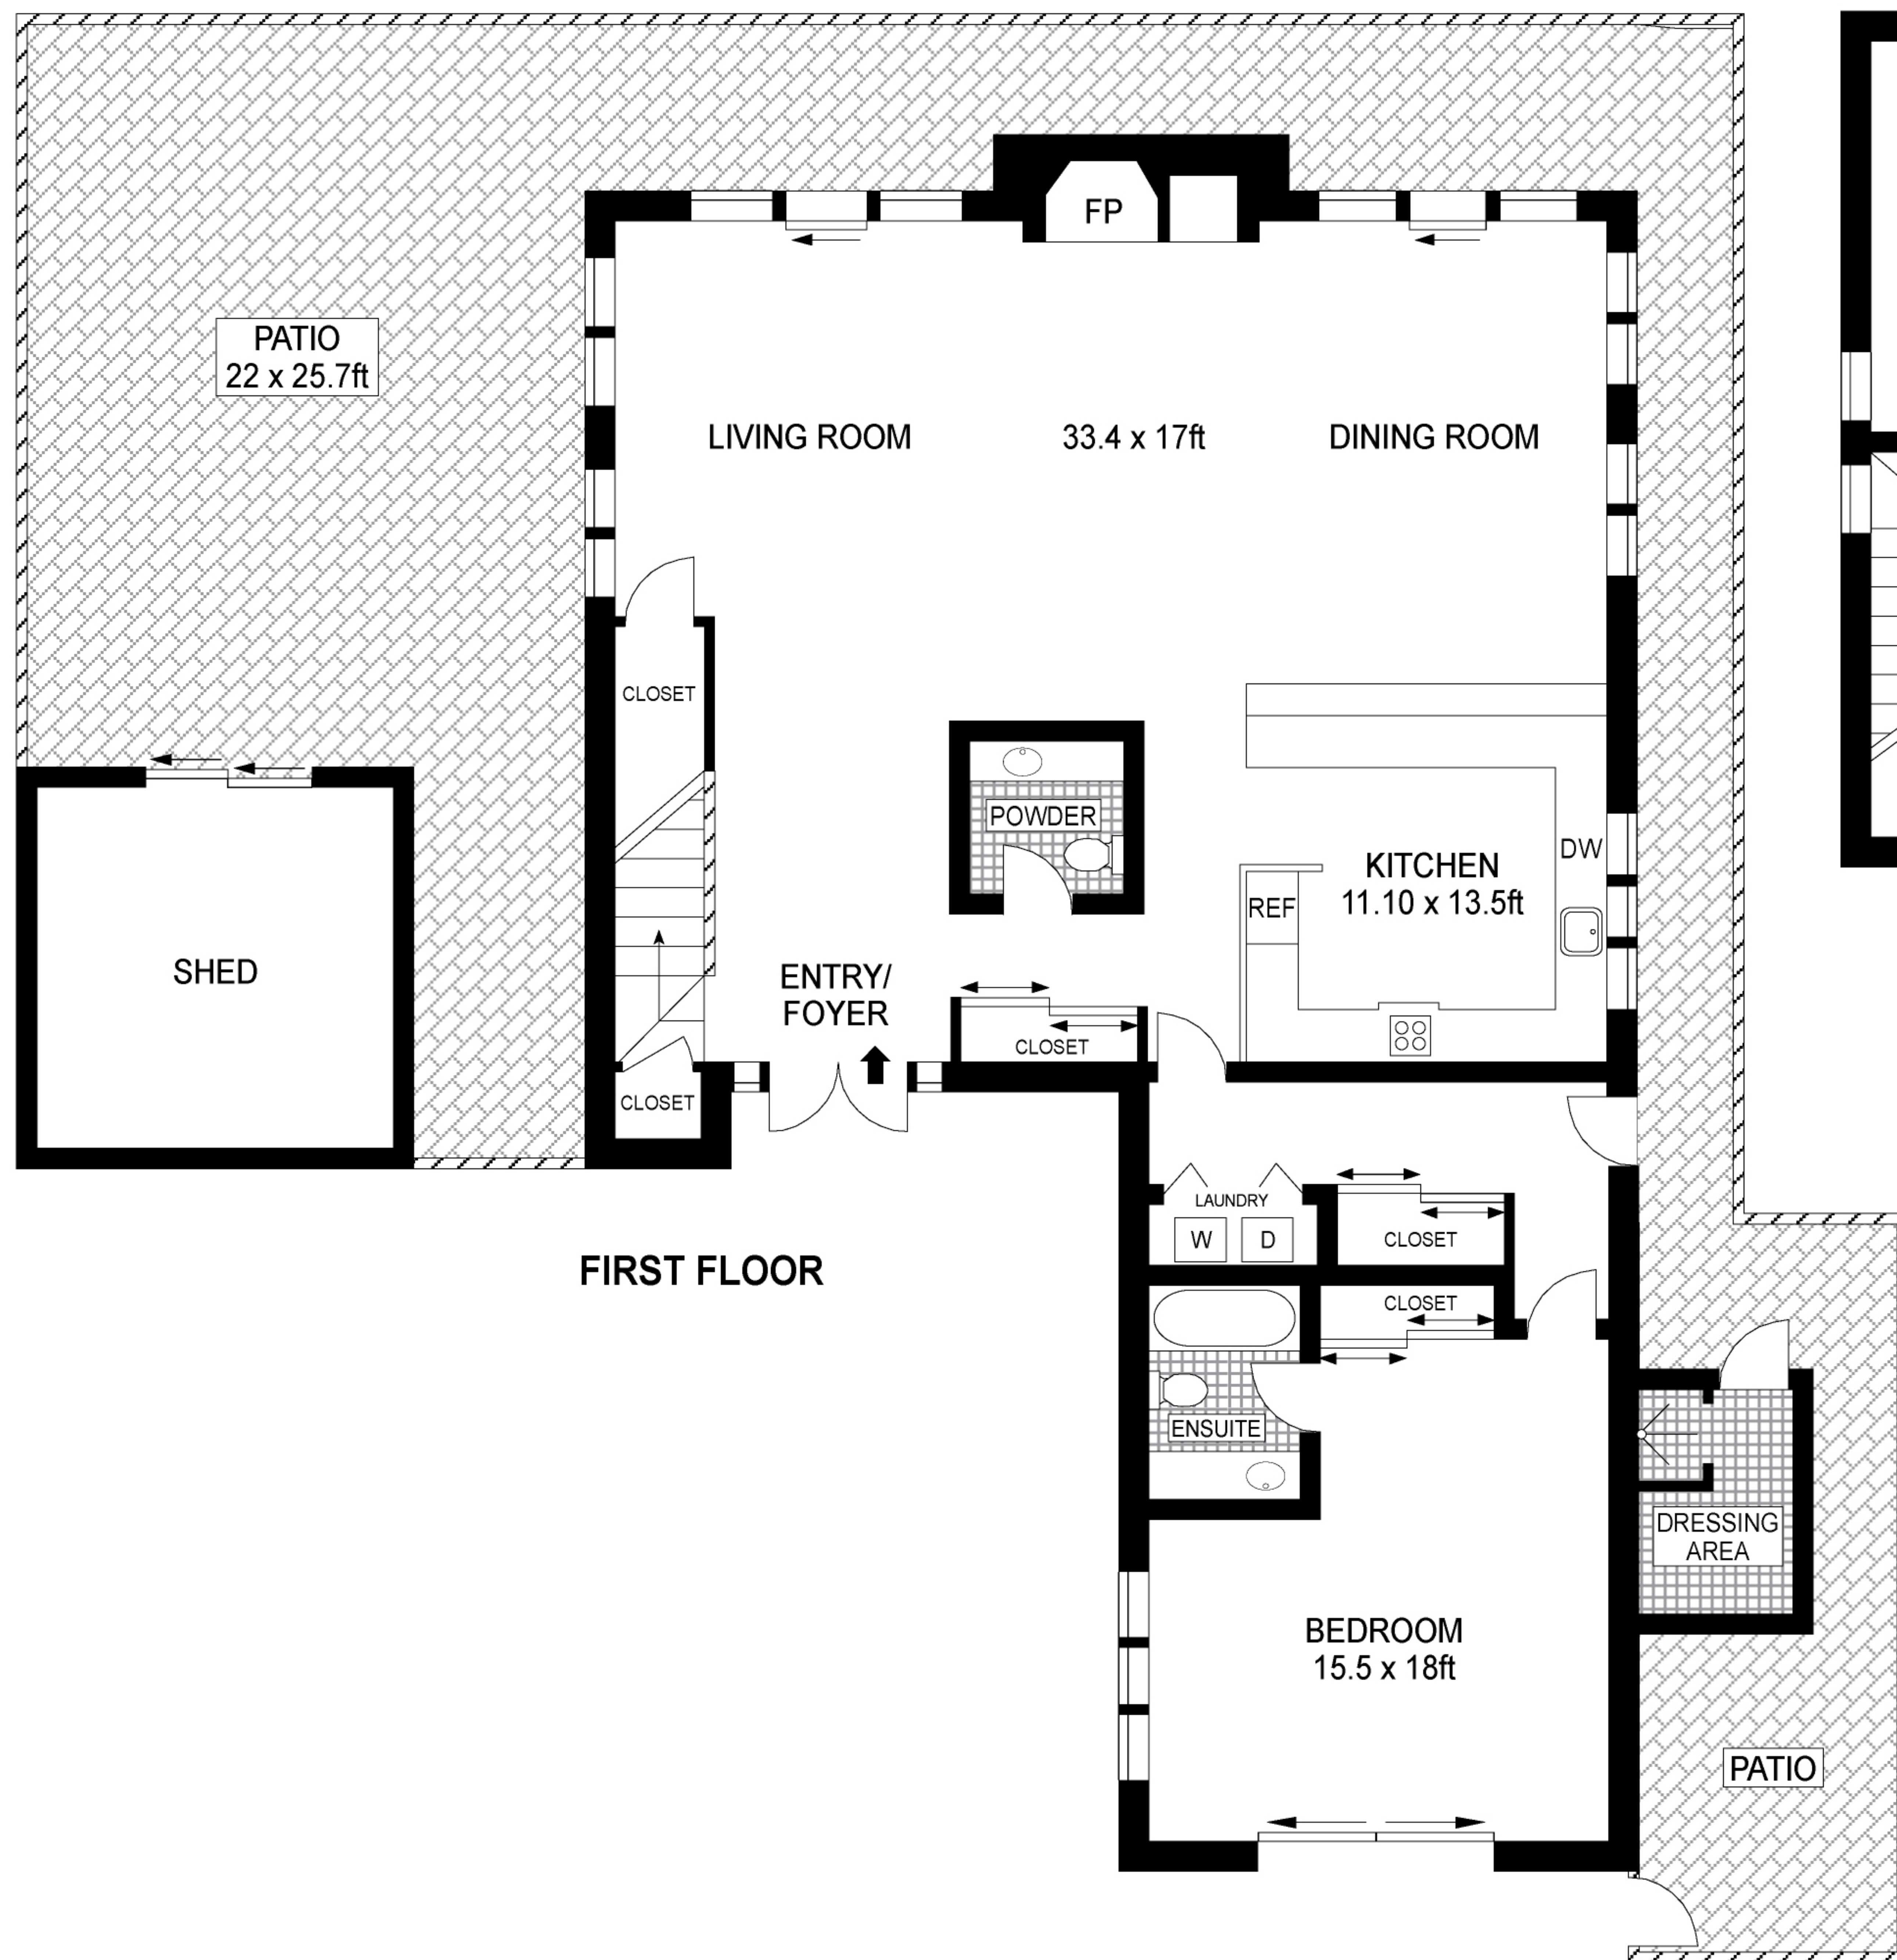 FP
PATIO
22 x 25.7ft
LIVING ROOM
33.4 x 17ft
DINING ROOM
CLOSET
POWDER
DW
KITCHEN
11.10 x 13.5ft
REF
SHED
ENTRY/
FOYER
CLOSET
CLOSET
LAUNDRY
W
D
CLOSET
FIRST FLOOR
CLOSET
ENSUITE
DRESSING
AREA
BEDROOM
15.5 x 18ft
PATIO